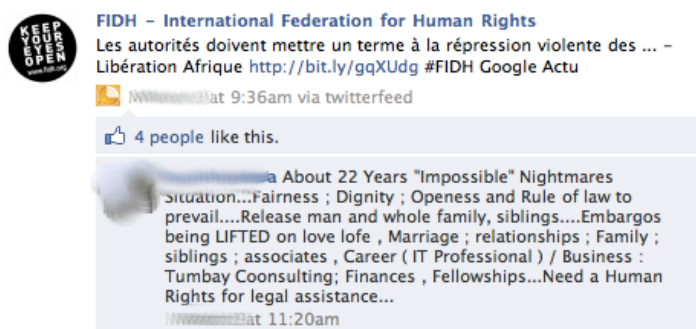 KEEP
YOUR
EYES
OPEN
www.fidh.org
FIDH – International Federation for Human Rights
Les autorités doivent mettre un terme à la répression violente des ... –
Libération Afrique http://bit.ly/gqXUdg #FIDH Google Actu
at 9:36am via twitterfeed
4 people like this.
About 22 Years "Impossible" Nightmares
Situation...Fairness ; Dignity ; Openess and Rule of law to
prevail....Release man and whole family, siblings....Embargos
being LIFTED on love lofe , Marriage ; relationships ; Family ;
siblings ; associates , Career ( IT Professional ) / Business :
Tumbay Coonsulting; Finances , Fellowships...Need a Human
Rights for legal assistance...
at 11:20am